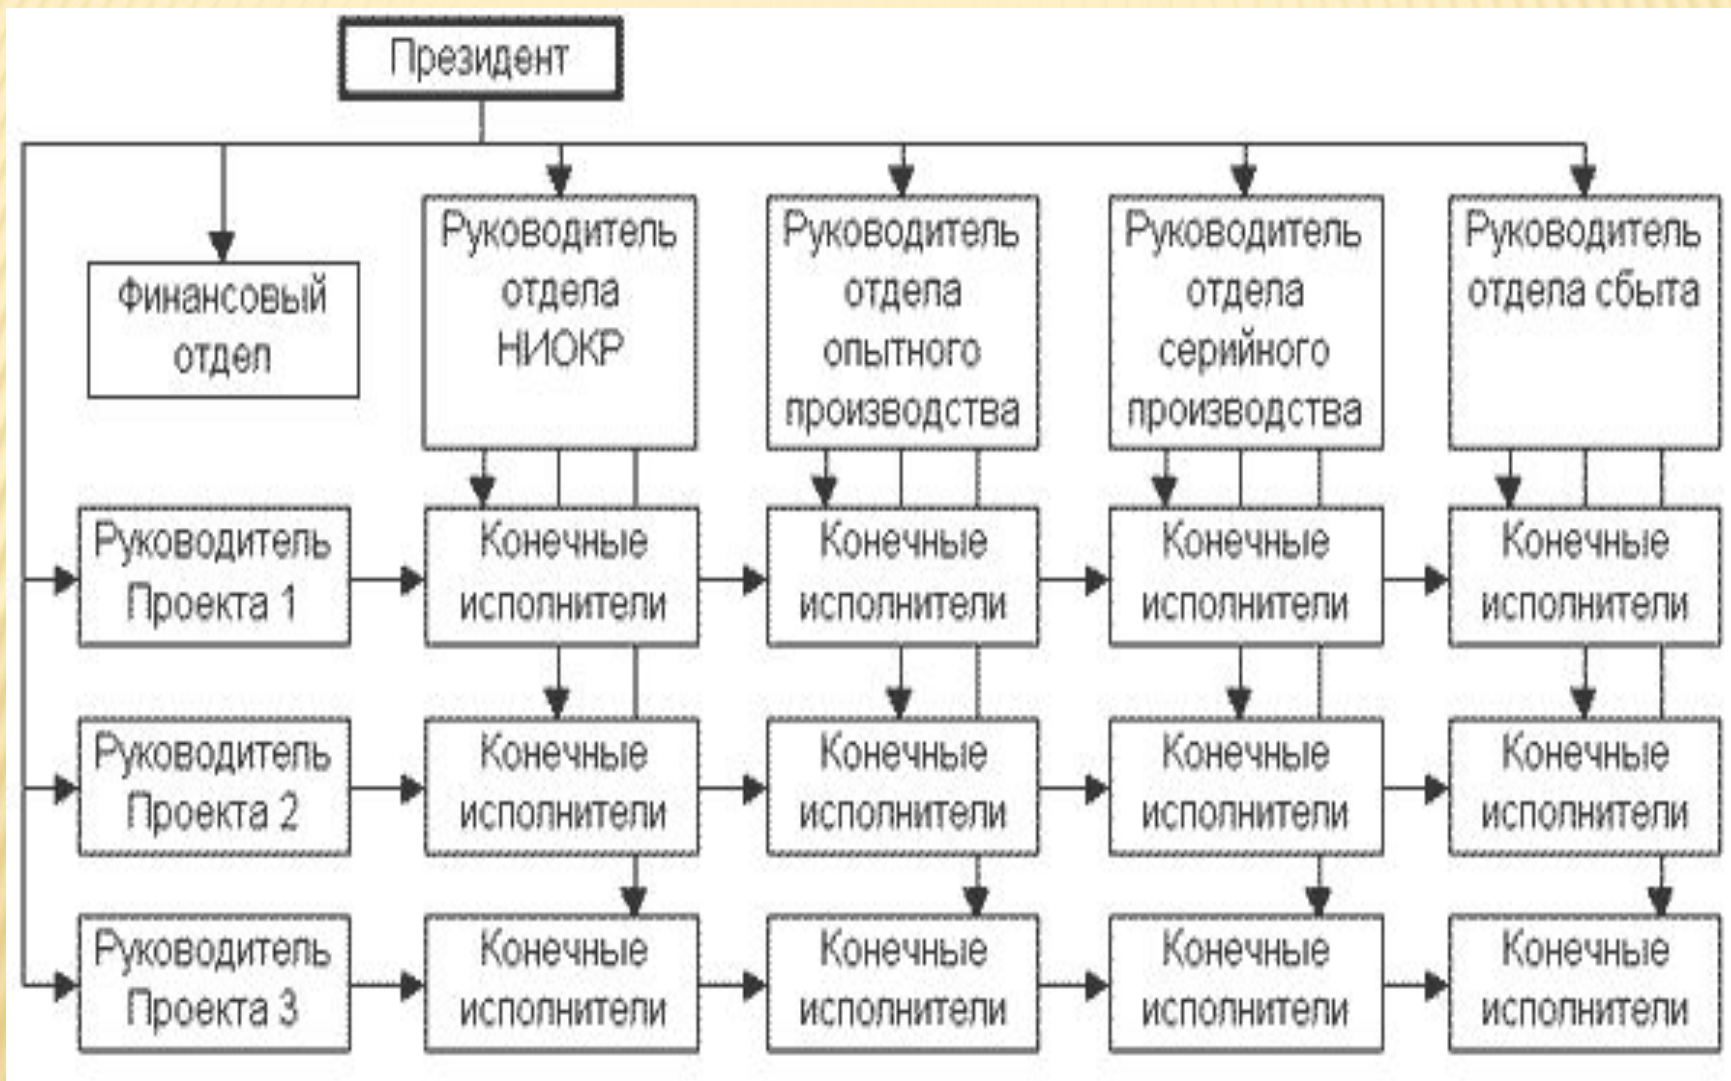 Президент
Финансовый
отдел
Руководитель
отдела
НИОКР
Руководитель
отдела
опытного
производства
Руководитель
отдела
серийного
производства
Руководитель
отдела сбыта
Руководитель
Проекта 1
Конечные
исполнители
Конечные
исполнители
Конечные
исполнители
Конечные
исполнители
Руководитель
Проекта 2
Конечные
исполнители
Конечные
исполнители
Конечные
исполнители
Конечные
исполнители
Руководитель
Проекта 3
Конечные
исполнители
Конечные
исполнители
Конечные
исполнители
Конечные
исполнители